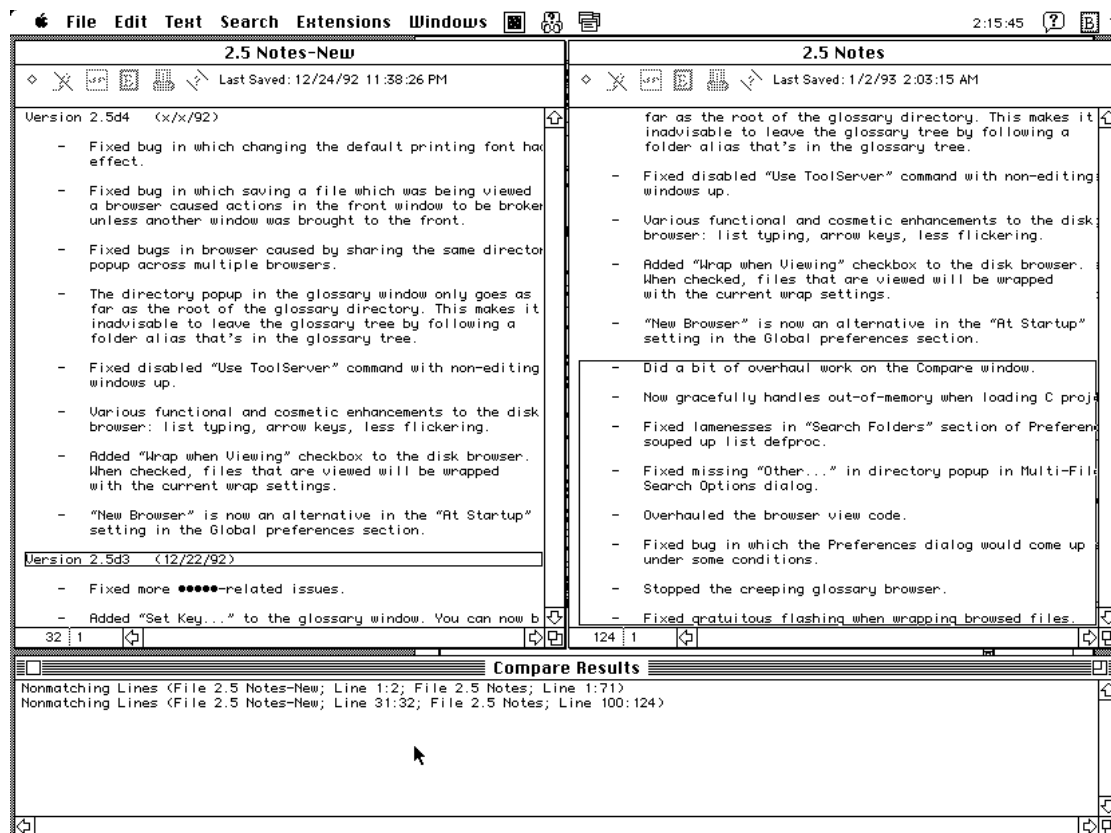 File Edit Text Search Extensions Windows 2:15:45
2.5 Notes-New
Last Saved: 12/24/92 11:38:26 PM
Version 2.5d4 (x/x/92)
- Fixed bug in which changing the default printing font had
effect.
- Fixed bug in which saving a file which was being viewed
a browser caused actions in the front window to be broken
unless another window was brought to the front.
- Fixed bugs in browser caused by sharing the same director
popup across multiple browsers.
- The directory popup in the glossary window only goes as
far as the root of the glossary directory. This makes it
inadvisable to leave the glossary tree by following a
folder alias that's in the glossary tree.
- Fixed disabled “Use ToolServer” command with non-editing
windows up.
- Various functional and cosmetic enhancements to the disk
browser: list typing, arrow keys, less flickering.
- Added “Wrap when Viewing” checkbox to the disk browser.
When checked, files that are viewed will be wrapped
with the current wrap settings.
- “New Browser” is now an alternative in the “At Startup”
setting in the Global preferences section.
Version 2.5d3 (12/22/92)
- Fixed more ●●●●●-related issues.
- Added “Set Key...” to the glossary window. You can now b
32 1
2.5 Notes
Last Saved: 1/2/93 2:03:15 AM
far as the root of the glossary directory. This makes it
inadvisable to leave the glossary tree by following a
folder alias that's in the glossary tree.
- Fixed disabled “Use ToolServer” command with non-editing
windows up.
- Various functional and cosmetic enhancements to the disk
browser: list typing, arrow keys, less flickering.
- Added “Wrap when Viewing” checkbox to the disk browser.
When checked, files that are viewed will be wrapped
with the current wrap settings.
- “New Browser” is now an alternative in the “At Startup”
setting in the Global preferences section.
- Did a bit of overhaul work on the Compare window.
- Now gracefully handles out-of-memory when loading C proj
- Fixed lamenesses in “Search Folders” section of Preferen
souped up list defproc.
- Fixed missing “Other...” in directory popup in Multi-File
Search Options dialog.
- Overhauled the browser view code.
- Fixed bug in which the Preferences dialog would come up
under some conditions.
- Stopped the creeping glossary browser.
- Fixed gratuitous flashing when wrapping browsed files.
124 1
Compare Results
Nonmatching Lines (File 2.5 Notes-New; Line 1:2; File 2.5 Notes; Line 1:71)
Nonmatching Lines (File 2.5 Notes-New; Line 31:32; File 2.5 Notes; Line 100:124)